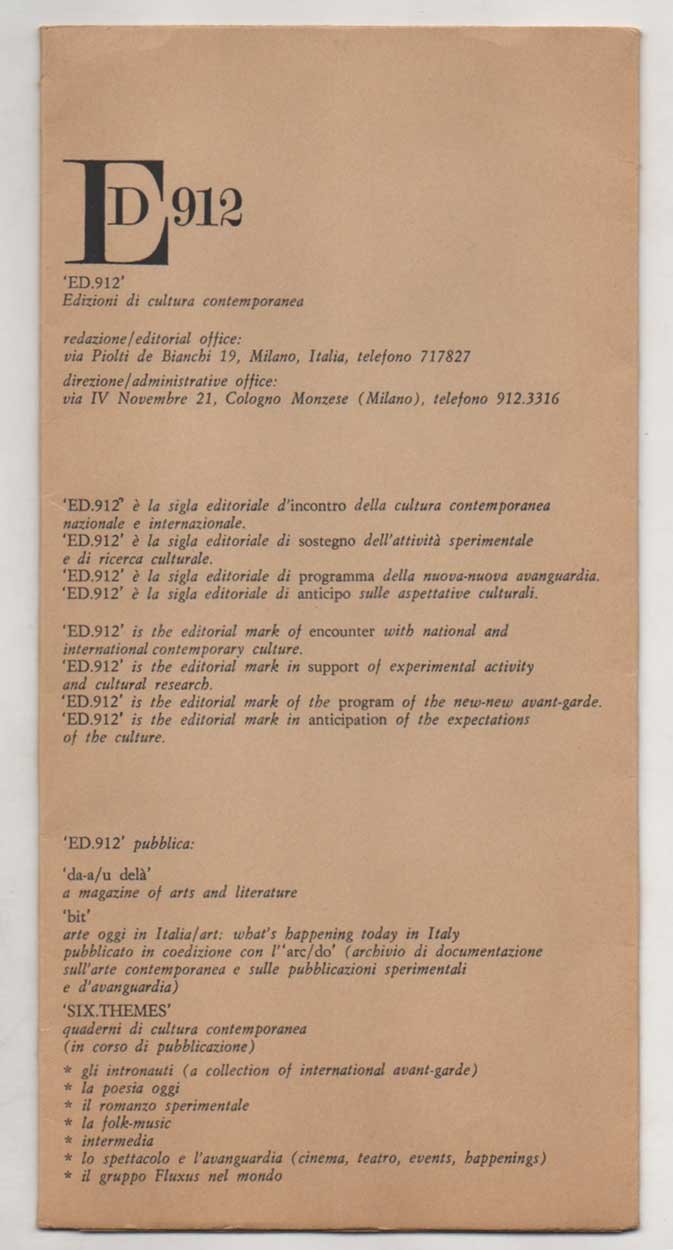 ED 912
'ED.912'
Edizioni di cultura contemporanea
redazione/editorial office:
via Piolti de Bianchi 19, Milano, Italia, telefono 717827
direzione/administrative office:
via IV Novembre 21, Cologno Monzese (Milano), telefono 912.3316
'ED.912' è la sigla editoriale d'incontro della cultura contemporanea
nazionale e internazionale.
'ED.912' è la sigla editoriale di sostegno dell'attività sperimentale
e di ricerca culturale.
'ED.912' è la sigla editoriale di programma della nuova-nuova avanguardia.
'ED.912' è la sigla editoriale di anticipo sulle aspettative culturali.
'ED.912' is the editorial mark of encounter with national and
international contemporary culture.
'ED.912' is the editorial mark in support of experimental activity
and cultural research.
'ED.912' is the editorial mark of the program of the new-new avant-garde.
'ED.912' is the editorial mark in anticipation of the expectations
of the culture.
'ED.912' pubblica:
'da-a/u delà'
a magazine of arts and literature
'bit'
arte oggi in Italia/art: what's happening today in Italy
pubblicato in coedizione con l''arc/do' (archivio di documentazione
sull'arte contemporanea e sulle pubblicazioni sperimentali
e d'avanguardia)
'SIX.THEMES'
quaderni di cultura contemporanea
(in corso di pubblicazione)
* gli intronauti (a collection of international avant-garde)
* la poesia oggi
* il romanzo sperimentale
* la folk-music
* intermedia
* lo spettacolo e l'avanguardia (cinema, teatro, events, happenings)
* il gruppo Fluxus nel mondo